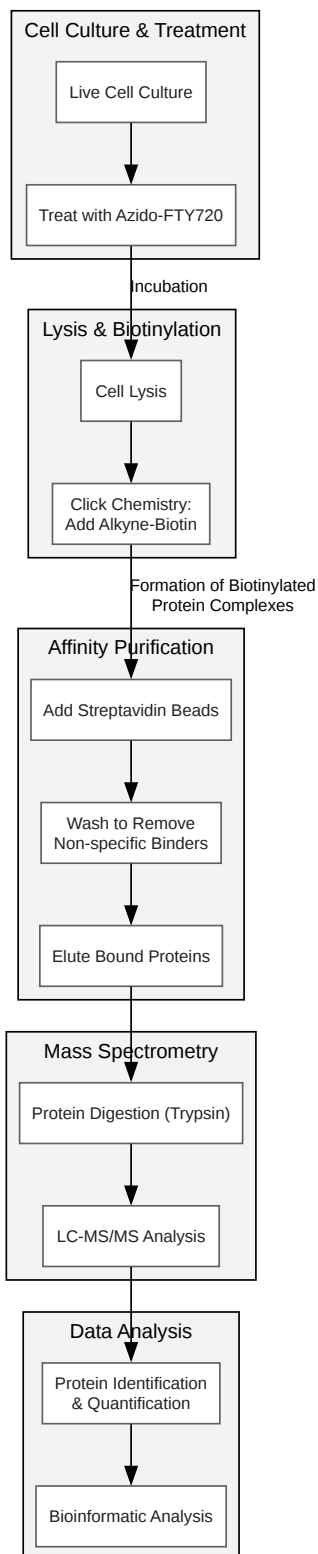 Cell Culture & Treatment
Live Cell Culture
Treat with Azido-FTY720
Incubation
Lysis & Biotinylation
Cell Lysis
Click Chemistry:
Add Alkyne-Biotin
Formation of Biotinylated
Protein Complexes
Affinity Purification
Add Streptavidin Beads
Wash to Remove
Non-specific Binders
Elute Bound Proteins
Mass Spectrometry
Protein Digestion (Trypsin)
LC-MS/MS Analysis
Data Analysis
Protein Identification
& Quantification
Bioinformatic Analysis